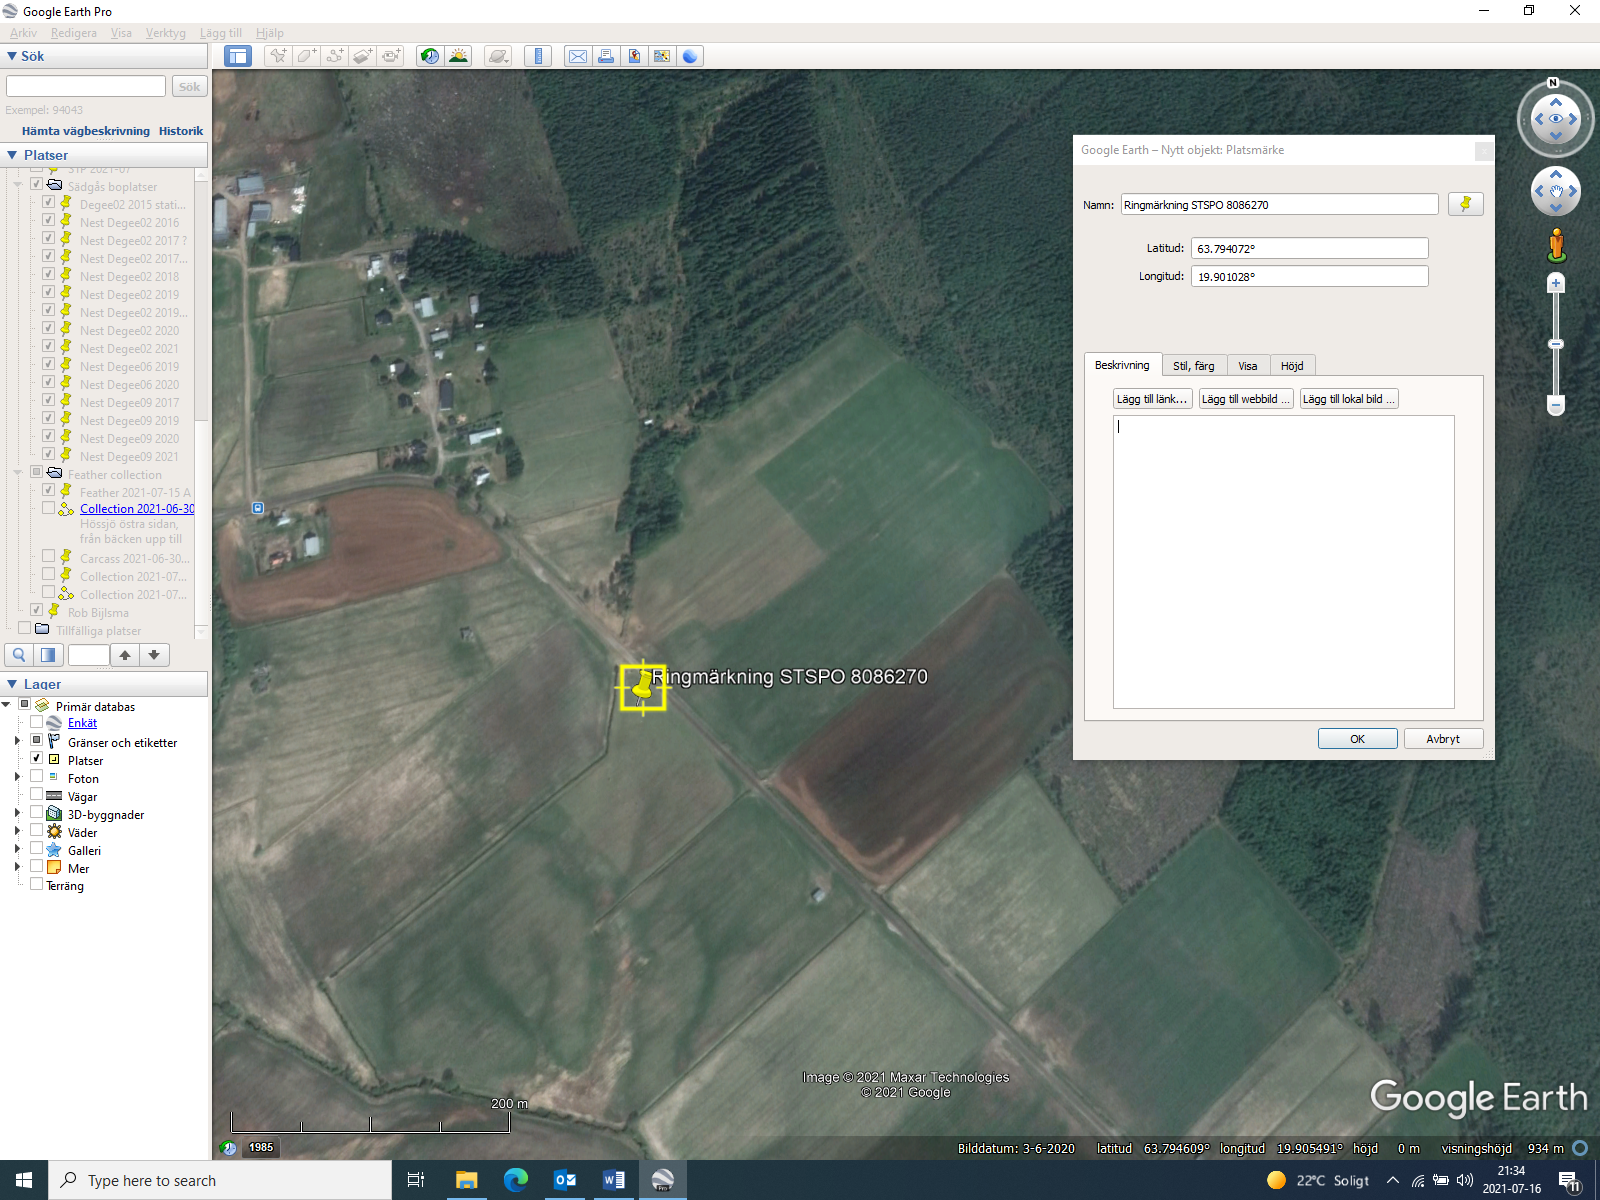 Google Earth Pro
Arkiv Redigera Visa Verktyg Lägg till Hjälp
Sök
Sök
Exempel: 94043
Hämta vägbeskrivning Historik
Platser
STP 2021-07
Sädgås boplatser
Degee02 2015 stati...
Nest Degee02 2016
Nest Degee02 2017 ?
Nest Degee02 2017...
Nest Degee02 2018
Nest Degee02 2019
Nest Degee02 2019...
Nest Degee02 2020
Nest Degee02 2021
Nest Degee06 2019
Nest Degee06 2020
Nest Degee09 2017
Nest Degee09 2019
Nest Degee09 2020
Nest Degee09 2021
Feather collection
Feather 2021-07-15 A
Collection 2021-06-30
Hössjö östra sidan,
från bäcken upp till
Carcass 2021-06-30...
Collection 2021-07...
Collection 2021-07...
Rob Bijlsma
Tillfälliga platser
Lager
Primär databas
Enkät
Gränser och etiketter
Platser
Foton
Vägar
3D-byggnader
Väder
Galleri
Mer
Terräng
N
Google Earth – Nytt objekt: Platsmärke
Namn: Ringmärkning STSPO 8086270
Latitud: 63.794072°
Longitud: 19.901028°
Beskrivning Stil, färg Visa Höjd
Lägg till länk... Lägg till webbild ... Lägg till lokal bild ...
OK Avbryt
Ringmärkning STSPO 8086270
Image © 2021 Maxar Technologies
© 2021 Google
Google Earth
200 m
1985
Bilddatum: 3-6-2020 latitud 63.794609° longitud 19.905491° höjd 0 m visningshöjd 934 m
Type here to search
22°C Soligt
21:34
2021-07-16
11